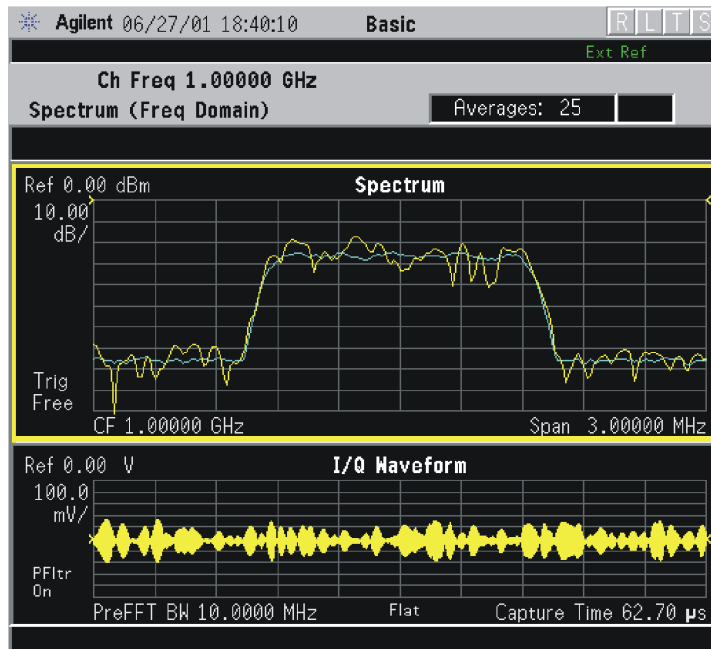 Agilent 06/27/01 18:40:10 Basic R L T S
Ext Ref
Ch Freq 1.00000 GHz
Spectrum (Freq Domain) Averages: 25
Ref 0.00 dBm Spectrum
10.00
dB/
Trig
Free
CF 1.00000 GHz Span 3.00000 MHz
Ref 0.00 V I/Q Waveform
100.0
mV/
PFltr
On
PreFFT BW 10.0000 MHz Flat Capture Time 62.70 µs